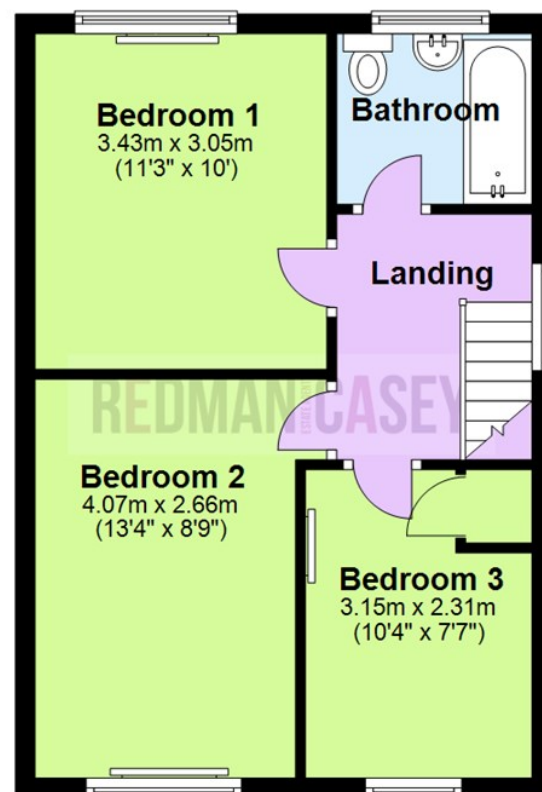 Bedroom 1
3.43m x 3.05m
(11'3" x 10')
Bathroom
Landing
REDMAN CASEY
Bedroom 2
4.07m x 2.66m
(13'4" x 8'9")
Bedroom 3
3.15m x 2.31m
(10'4" x 7'7")